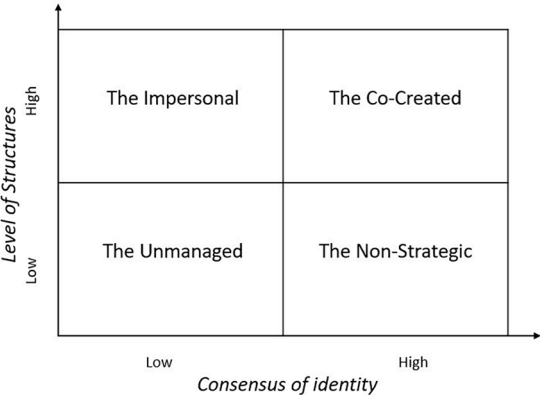 Level of Structures
High
Low
The Impersonal
The Co-Created
The Unmanaged
The Non-Strategic
Low
High
Consensus of identity